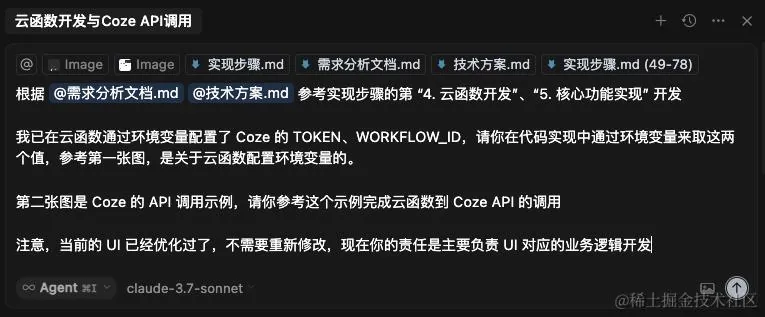 云函数开发与Coze API调用
@ Image Image 实现步骤.md 需求分析文档.md 技术方案.md 实现步骤.md (49-78)
根据 @需求分析文档.md @技术方案.md 参考实现步骤的第 “4. 云函数开发”、“5. 核心功能实现” 开发
我已在云函数通过环境变量配置了 Coze 的 TOKEN、WORKFLOW_ID，请你在代码实现中通过环境变量来取这两
个值，参考第一张图，是关于云函数配置环境变量的。
第二张图是 Coze 的 API 调用示例，请你参考这个示例完成云函数到 Coze API 的调用
注意，当前的 UI 已经优化过了，不需要重新修改，现在你的责任是主要负责 UI 对应的业务逻辑开发
Agent ⌘I claude-3.7-sonnet
@稀土掘金技术社区